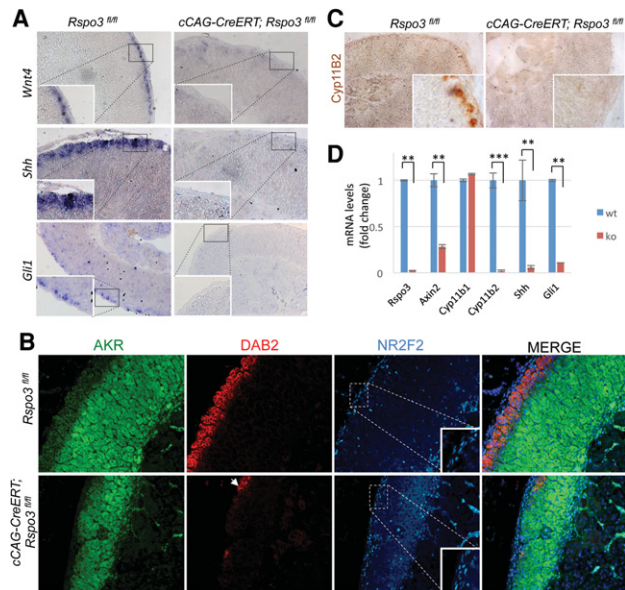 A
Rspo3 fl/fl
cCAG-CreERT; Rspo3 fl/fl
Wnt4
Shh
Gli1
C
Rspo3 fl/fl
cCAG-CreERT; Rspo3 fl/fl
Cyp11B2
D
mRNA levels
(fold change)
1
0.5
0
**
**
***
**
**
wt
ko
Rspo3
Axin2
Cyp11b1
Cyp11b2
Shh
Gli1
B
AKR
DAB2
NR2F2
MERGE
Rspo3 fl/fl
cCAG-CreERT;
Rspo3 fl/fl